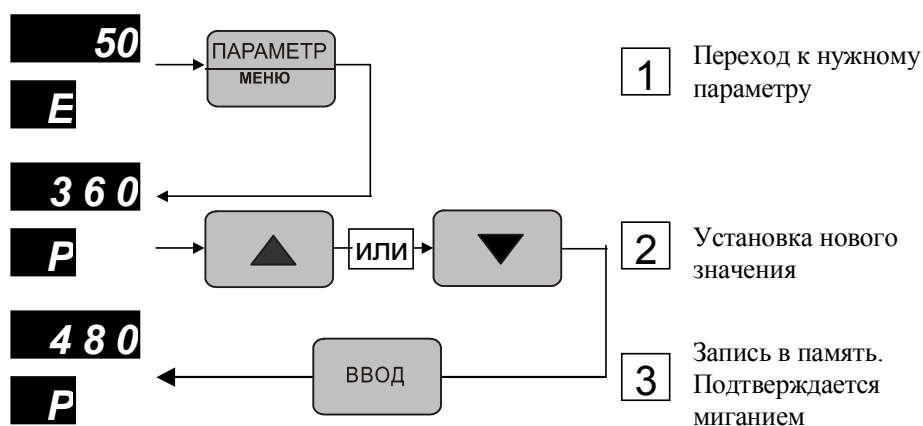 50
E
ПАРАМЕТР
МЕНЮ
1
Переход к нужному
параметру
3 6 0
P
ИЛИ
2
Установка нового
значения
4 8 0
P
ВВОД
3
Запись в память.
Подтверждается
миганием